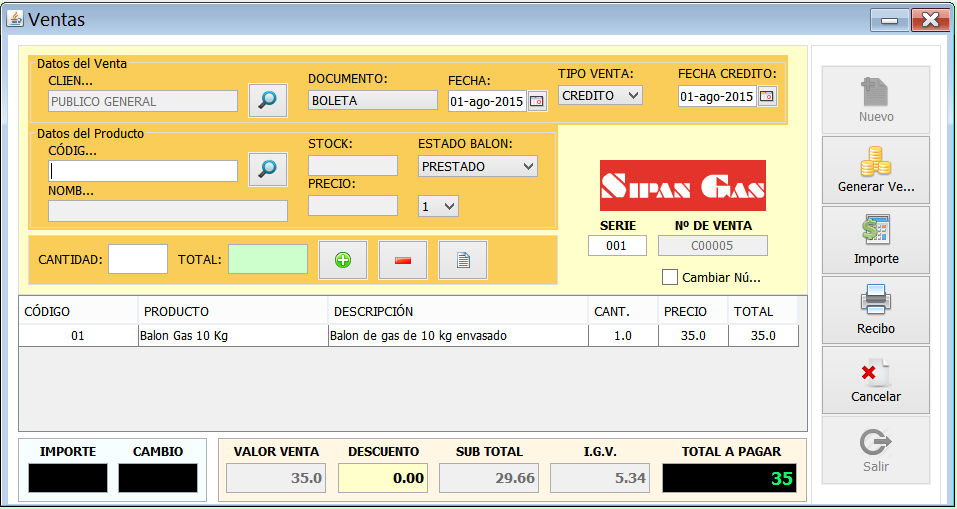 Ventas
Datos del Venta
CLIEN...
DOCUMENTO:
FECHA:
TIPO VENTA:
FECHA CREDITO:
PUBLICO GENERAL
BOLETA
01-ago-2015
CREDITO
01-ago-2015
Datos del Producto
CÓDIG...
STOCK:
ESTADO BALON:
PRESTADO
NOMB...
PRECIO:
1
SIPAN GAS
SERIE
Nº DE VENTA
001
C00005
Cambiar Nú...
CANTIDAD:
TOTAL:
CÓDIGO PRODUCTO DESCRIPCIÓN CANT. PRECIO TOTAL
01 Balon Gas 10 Kg Balon de gas de 10 kg envasado 1.0 35.0 35.0
IMPORTE
CAMBIO
VALOR VENTA
DESCUENTO
SUB TOTAL
I.G.V.
TOTAL A PAGAR
35.0
0.00
29.66
5.34
35
Nuevo
Generar Ve...
Importe
Recibo
Cancelar
Salir